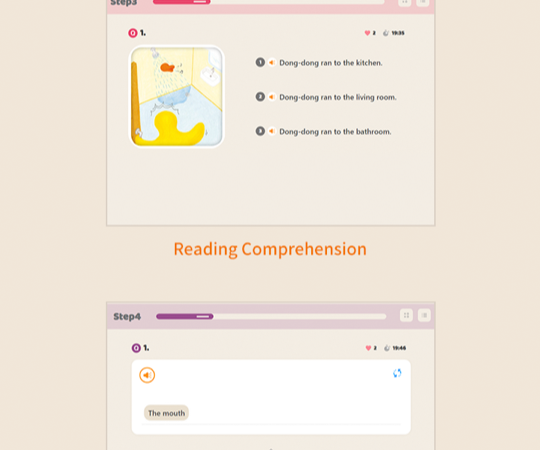 Step3
Q 1.
2 19:35
1 Dong-dong ran to the kitchen.
2 Dong-dong ran to the living room.
3 Dong-dong ran to the bathroom.
Reading Comprehension
Step4
Q 1.
2 19:46
The mouth